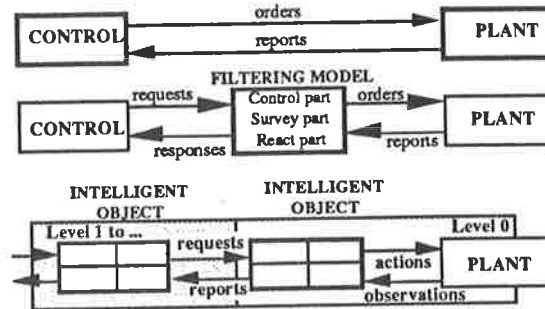 orders
CONTROL
PLANT
reports
FILTERING MODEL
requests
Control part
orders
CONTROL
Survey part
PLANT
responses
React part
reports
INTELLIGENT
OBJECT
INTELLIGENT
OBJECT
Level 1 to ...
requests
Level 0
actions
PLANT
reports
observations